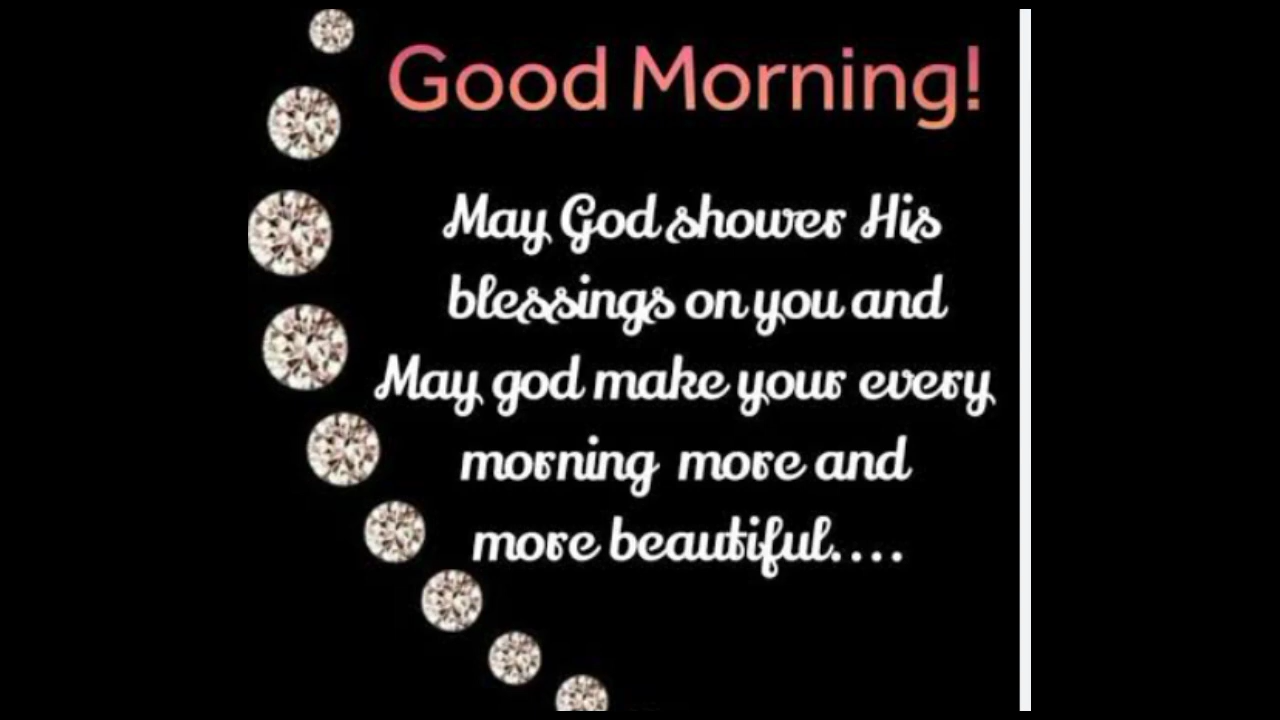 Good Morning!
May God shower His
blessings on you and
May god make your every
morning more and
more beautiful....